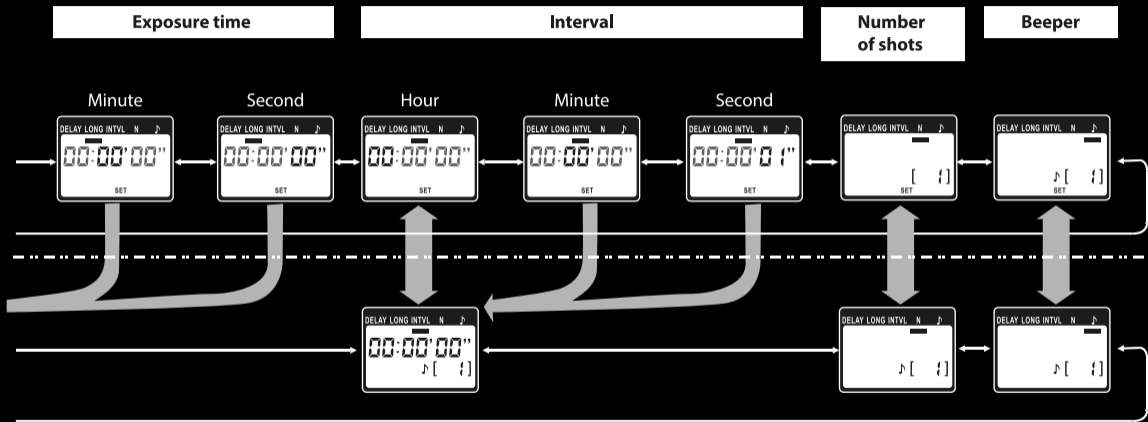 Exposure time
Interval
Number
of shots
Beeper
Minute
Second
Hour
Minute
Second
DELAY LONG INTVL N ♪
00:00'00"
SET
DELAY LONG INTVL N ♪
00:00'00"
SET
DELAY LONG INTVL N ♪
00:00'00"
SET
DELAY LONG INTVL N ♪
00:00'00"
SET
DELAY LONG INTVL N ♪
00:00'01"
SET
DELAY LONG INTVL N ♪
[ 1]
SET
DELAY LONG INTVL N ♪
♪[ 1]
SET
DELAY LONG INTVL N ♪
00:00'00"
♪[ 1]
DELAY LONG INTVL N ♪
♪[ 1]
DELAY LONG INTVL N ♪
♪[ 1]